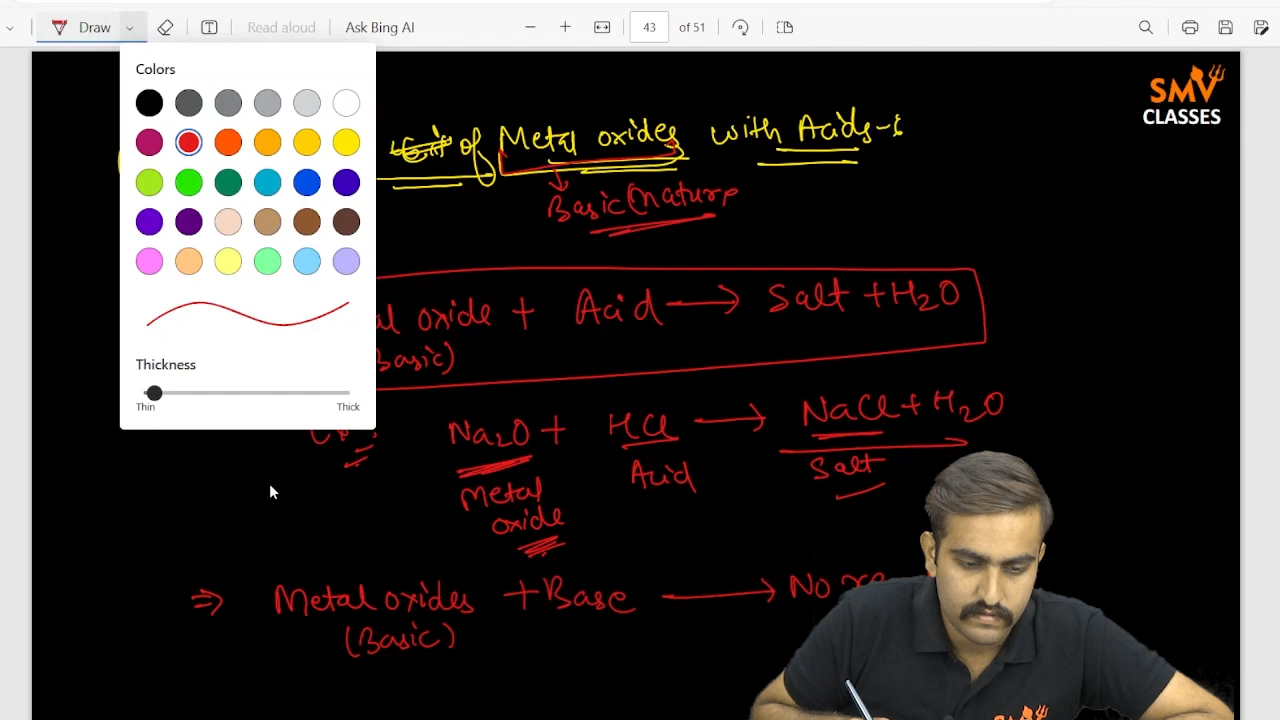 Draw
Read aloud
Ask Bing AI
43
of 51
Colors
Thickness
Thin
Thick
SMV
CLASSES
of Metal oxides with Acids-:
Basic (nature
al oxide + Acid ⟶ Salt + H₂O
Basic)
Na₂O + HCl ⟶ NaCl + H₂O
Metal
oxide
Acid
Salt
⇒ Metal oxides + Base ⟶ No
(Basic)